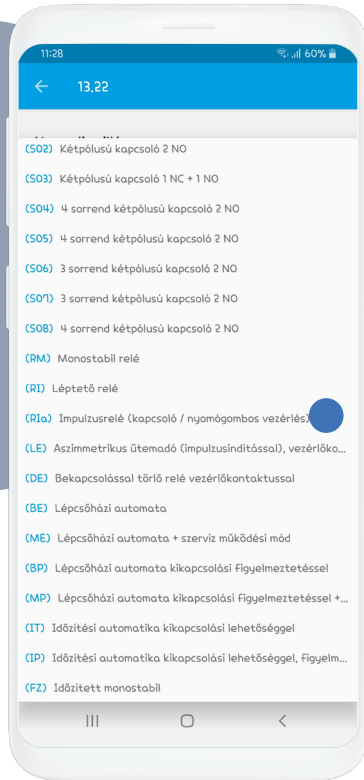 11:28 60%
13.22
(S02) Kétpólusú kapcsoló 2 NO
(S03) Kétpólusú kapcsoló 1 NC + 1 NO
(S04) 4 sorrend kétpólusú kapcsoló 2 NO
(S05) 4 sorrend kétpólusú kapcsoló 2 NO
(S06) 3 sorrend kétpólusú kapcsoló 2 NO
(S07) 3 sorrend kétpólusú kapcsoló 2 NO
(S08) 4 sorrend kétpólusú kapcsoló 2 NO
(RM) Monostabil relé
(RI) Léptető relé
(RIa) Impulzusrelé (kapcsoló / nyomógombos vezérlés)
(LE) Aszimmetrikus ütemadó (impulzusindítással), vezérlőko...
(DE) Bekapcsolással törlő relé vezérlőkontaktussal
(BE) Lépcsőházi automata
(ME) Lépcsőházi automata + szerviz működési mód
(BP) Lépcsőházi automata kikapcsolási figyelmeztetéssel
(MP) Lépcsőházi automata kikapcsolási figyelmeztetéssel +...
(IT) Időzítési automatika kikapcsolási lehetőséggel
(IP) Időzítési automatika kikapcsolási lehetőséggel, figyelm...
(FZ) Időzített monostabil